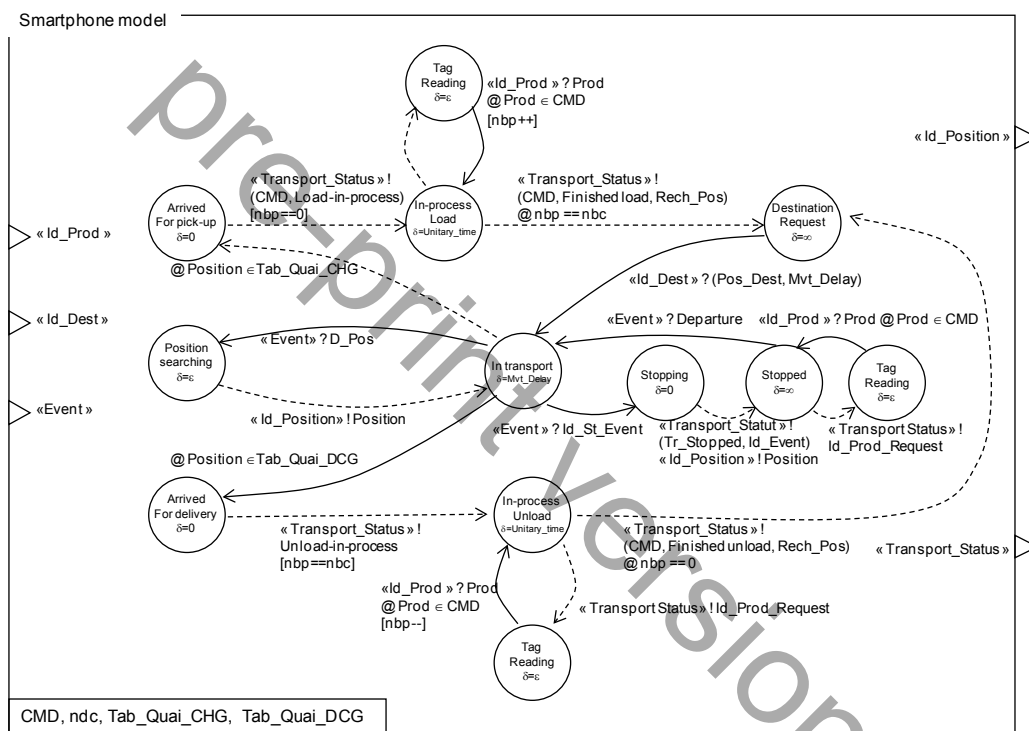 Smartphone model
Tag
Reading
δ=ε
«Id_Prod» ? Prod
@Prod ∈ CMD
[nbp++]
«Id_Position»
«Transport_Status» !
(CMD, Load-in-process)
[nbp==0]
«Transport_Status» !
(CMD, Finished load, Rech_Pos)
@ nbp == nbc
Arrived
For pick-up
δ=0
In-process
Load
δ=Unitary_time
Destination
Request
δ=∞
«Id_Prod»
@Position ∈Tab_Quai_CHG
«Id_Dest» ? (Pos_Dest, Mvt_Delay)
«Id_Dest»
«Event» ? Departure
«Id_Prod» ? Prod @Prod ∈ CMD
«Event» ? D_Pos
Position
searching
δ=ε
In transport
δ=Mvt_Delay
Stopping
δ=0
Stopped
δ=∞
Tag
Reading
δ=ε
«Event»
«Id_Position» ! Position
«Event» ? Id_St_Event
«Transport_Statut» !
(Tr_Stopped, Id_Event)
«Id_Position» ! Position
«Transport Status» !
Id_Prod_Request
@Position ∈Tab_Quai_DCG
Arrived
For delivery
δ=0
In-process
Unload
δ=Unitary_time
«Transport_Status» !
Unload-in-process
[nbp==nbc]
«Transport_Status» !
(CMD, Finished unload, Rech_Pos)
@ nbp == 0
«Transport_Status»
«Id_Prod» ? Prod
@Prod ∈ CMD
[nbp--]
«Transport Status» ! Id_Prod_Request
Tag
Reading
δ=ε
CMD, ndc, Tab_Quai_CHG, Tab_Quai_DCG
pre-print version